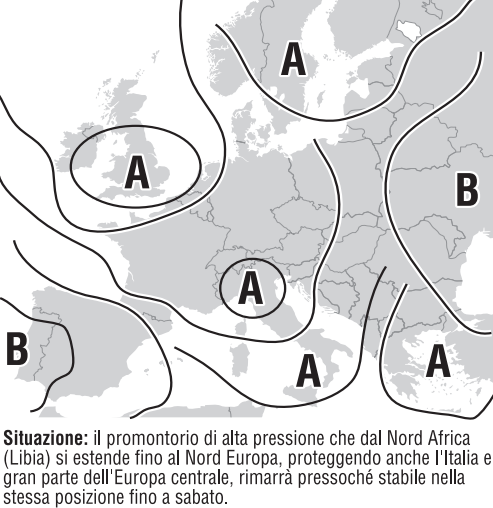 A
A
B
A
B
A
A
Situazione: il promontorio di alta pressione che dal Nord Africa
(Libia) si estende fino al Nord Europa, proteggendo anche l'Italia e
gran parte dell'Europa centrale, rimarrà pressoché stabile nella
stessa posizione fino a sabato.